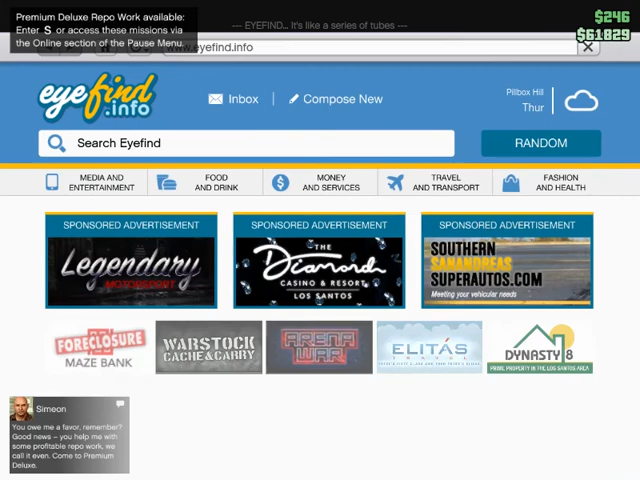 Premium Deluxe Repo Work available:
Enter S or access these missions via
the Online section of the Pause Menu.
--- EYEFIND... It's like a series of tubes ---
$246
$61829
www.eyefind.info
eyefind
.info
Inbox
Compose New
Pillbox Hill
Thur
Search Eyefind
RANDOM
MEDIA AND
ENTERTAINMENT
FOOD
AND DRINK
MONEY
AND SERVICES
TRAVEL
AND TRANSPORT
FASHION
AND HEALTH
SPONSORED ADVERTISEMENT
Legendary
MOTORSPORT
SPONSORED ADVERTISEMENT
THE
Diamond
CASINO & RESORT
LOS SANTOS
SPONSORED ADVERTISEMENT
SOUTHERN
SANANDREAS
SUPERAUTOS.COM
Meeting your vehicular needs
FORECLOSURE
MAZE BANK
WARSTOCK
CACHE&CARRY
ARENA
WAR
ELITÁS
TRAVEL
DYNASTY 8
PRIME PROPERTY IN THE LOS SANTOS AREA
Simeon
You owe me a favor, remember?
Good news – you help me with
some profitable repo work, we
call it even. Come to Premium
Deluxe.